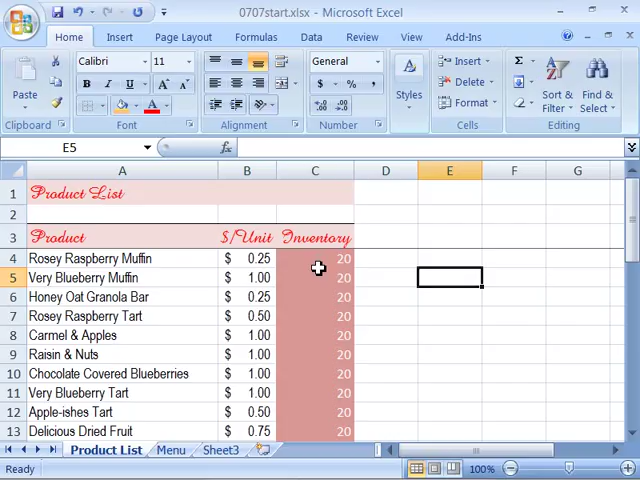 0707start.xlsx - Microsoft Excel
Home Insert Page Layout Formulas Data Review View Add-Ins
Paste
Clipboard
Calibri 11
B I U A A
A
Font
Alignment
General
$ % ,
.0 .00 .00 .0
Number
A
Styles
Insert
Delete
Format
Cells
Σ
Sort & Filter
Find & Select
Editing
E5 fx
A B C D E F G
1 Product List
2
3 Product $/Unit Inventory
4 Rosey Raspberry Muffin $ 0.25 20
5 Very Blueberry Muffin $ 1.00 20
6 Honey Oat Granola Bar $ 0.25 20
7 Rosey Raspberry Tart $ 0.50 20
8 Carmel & Apples $ 1.00 20
9 Raisin & Nuts $ 1.00 20
10 Chocolate Covered Blueberries $ 1.00 20
11 Very Blueberry Tart $ 1.00 20
12 Apple-ishes Tart $ 0.50 20
13 Delicious Dried Fruit $ 0.75 20
Product List Menu Sheet3
Ready 100%